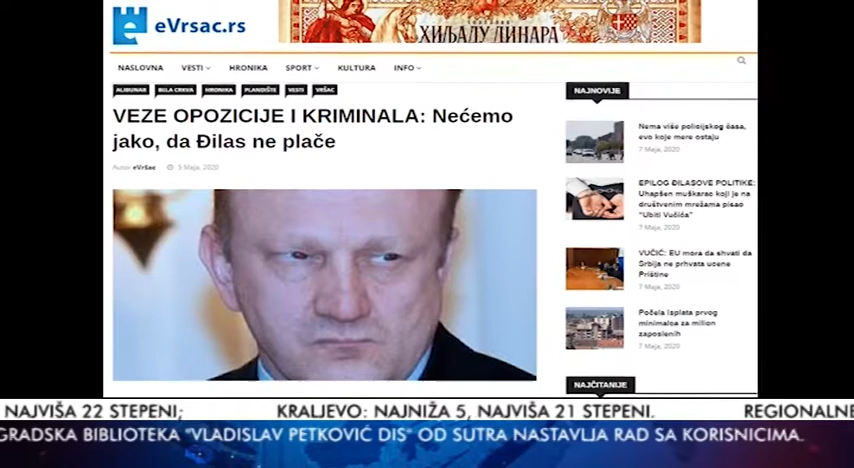 eVrsac.rs
ХИЉАДУ ДИНАРА
NASLOVNA VESTI HRONIKA SPORT KULTURA INFO
ALIBUNAR BELA CRKVA HRONIKA PLANDIŠTE VESTI VRŠAC
VEZE OPOZICIJE I KRIMINALA: Nećemo
jako, da Đilas ne plače
Autor eVršac 5 Maja, 2020
NAJNOVIJE
Nema više policijskog časa,
evo koje mere ostaju
7 Maja, 2020
EPILOG ĐILASOVE POLITIKE:
Uhapšen muškarac koji je na
društvenim mrežama pisao
"Ubiti Vučića"
7 Maja, 2020
VUČIĆ: EU mora da shvati da
Srbija ne prhvata ucene
Prištine
7 Maja, 2020
Počela isplata prvog
minimalca za milion
zaposlenih
7 Maja, 2020
NAJČITANIJE
NAJVIŠA 22 STEPENI; KRALJEVO: NAJNIŽA 5, NAJVIŠA 21 STEPENI. REGIONALNE
GRADSKA BIBLIOTEKA "VLADISLAV PETKOVIĆ DIS" OD SUTRA NASTAVLJA RAD SA KORISNICIMA.